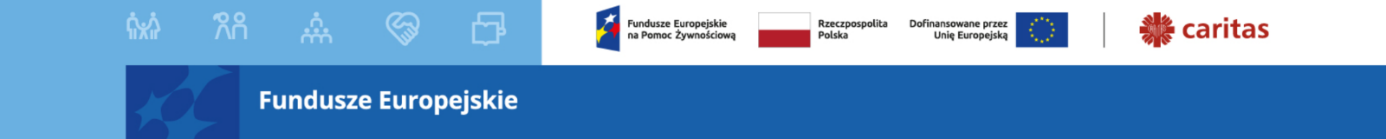 Fundusze Europejskie
na Pomoc Żywnościową
Rzeczpospolita
Polska
Dofinansowane przez
Unię Europejską
caritas
Fundusze Europejskie